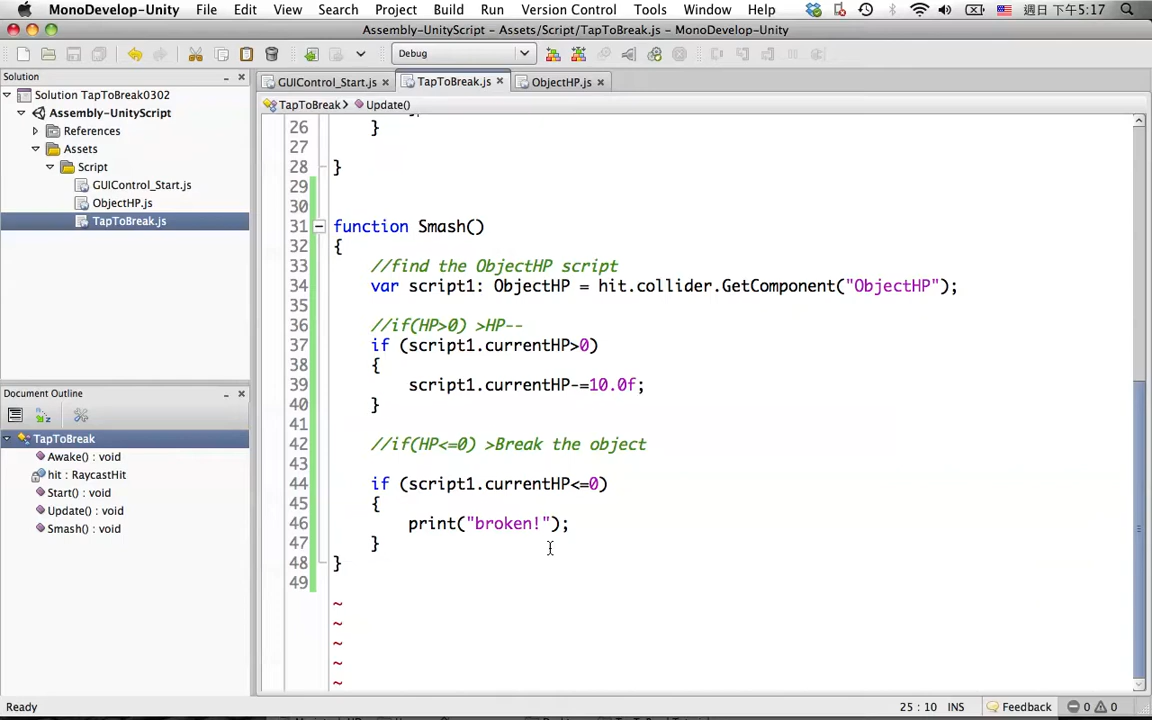 MonoDevelop-Unity File Edit View Search Project Build Run Version Control Tools Window Help 週日 下午5:17
Assembly-UnityScript - Assets/Script/TapToBreak.js - MonoDevelop-Unity
Debug
Solution
Solution TapToBreak0302
Assembly-UnityScript
References
Assets
Script
GUIControl_Start.js
ObjectHP.js
TapToBreak.js
Document Outline
TapToBreak
Awake() : void
hit : RaycastHit
Start() : void
Update() : void
Smash() : void
GUIControl_Start.js TapToBreak.js ObjectHP.js
TapToBreak Update()
26 }
27
28 }
29
30
31 function Smash()
32 {
33 //find the ObjectHP script
34 var script1: ObjectHP = hit.collider.GetComponent("ObjectHP");
35
36 //if(HP>0) >HP--
37 if (script1.currentHP>0)
38 {
39 script1.currentHP-=10.0f;
40 }
41
42 //if(HP<=0) >Break the object
43
44 if (script1.currentHP<=0)
45 {
46 print("broken!");
47 }
48 }
49
~
~
~
~
~
Ready 25 : 10 INS Feedback 0 0